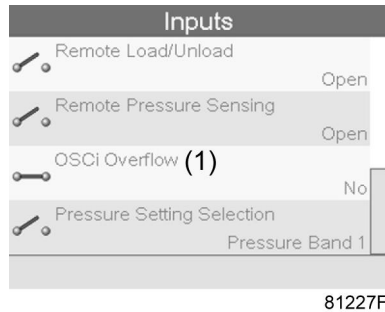 Inputs
Remote Load/Unload
Open
Remote Pressure Sensing
Open
OSCi Overflow (1)
No
Pressure Setting Selection
Pressure Band 1
81227F